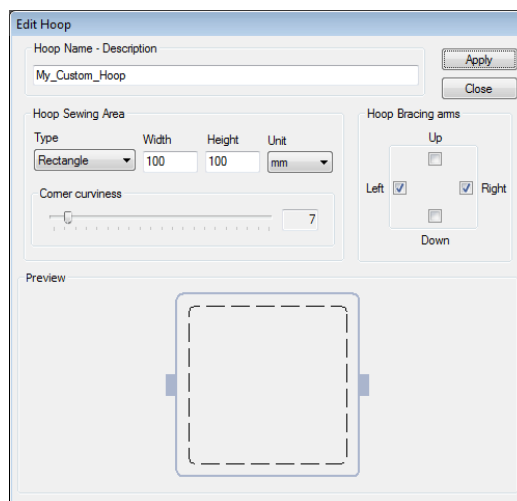 Edit Hoop
Hoop Name - Description
My_Custom_Hoop
Apply
Close
Hoop Sewing Area
Type Width Height Unit
Rectangle 100 100 mm
Corner curviness
7
Hoop Bracing arms
Up
Left Right
Down
Preview